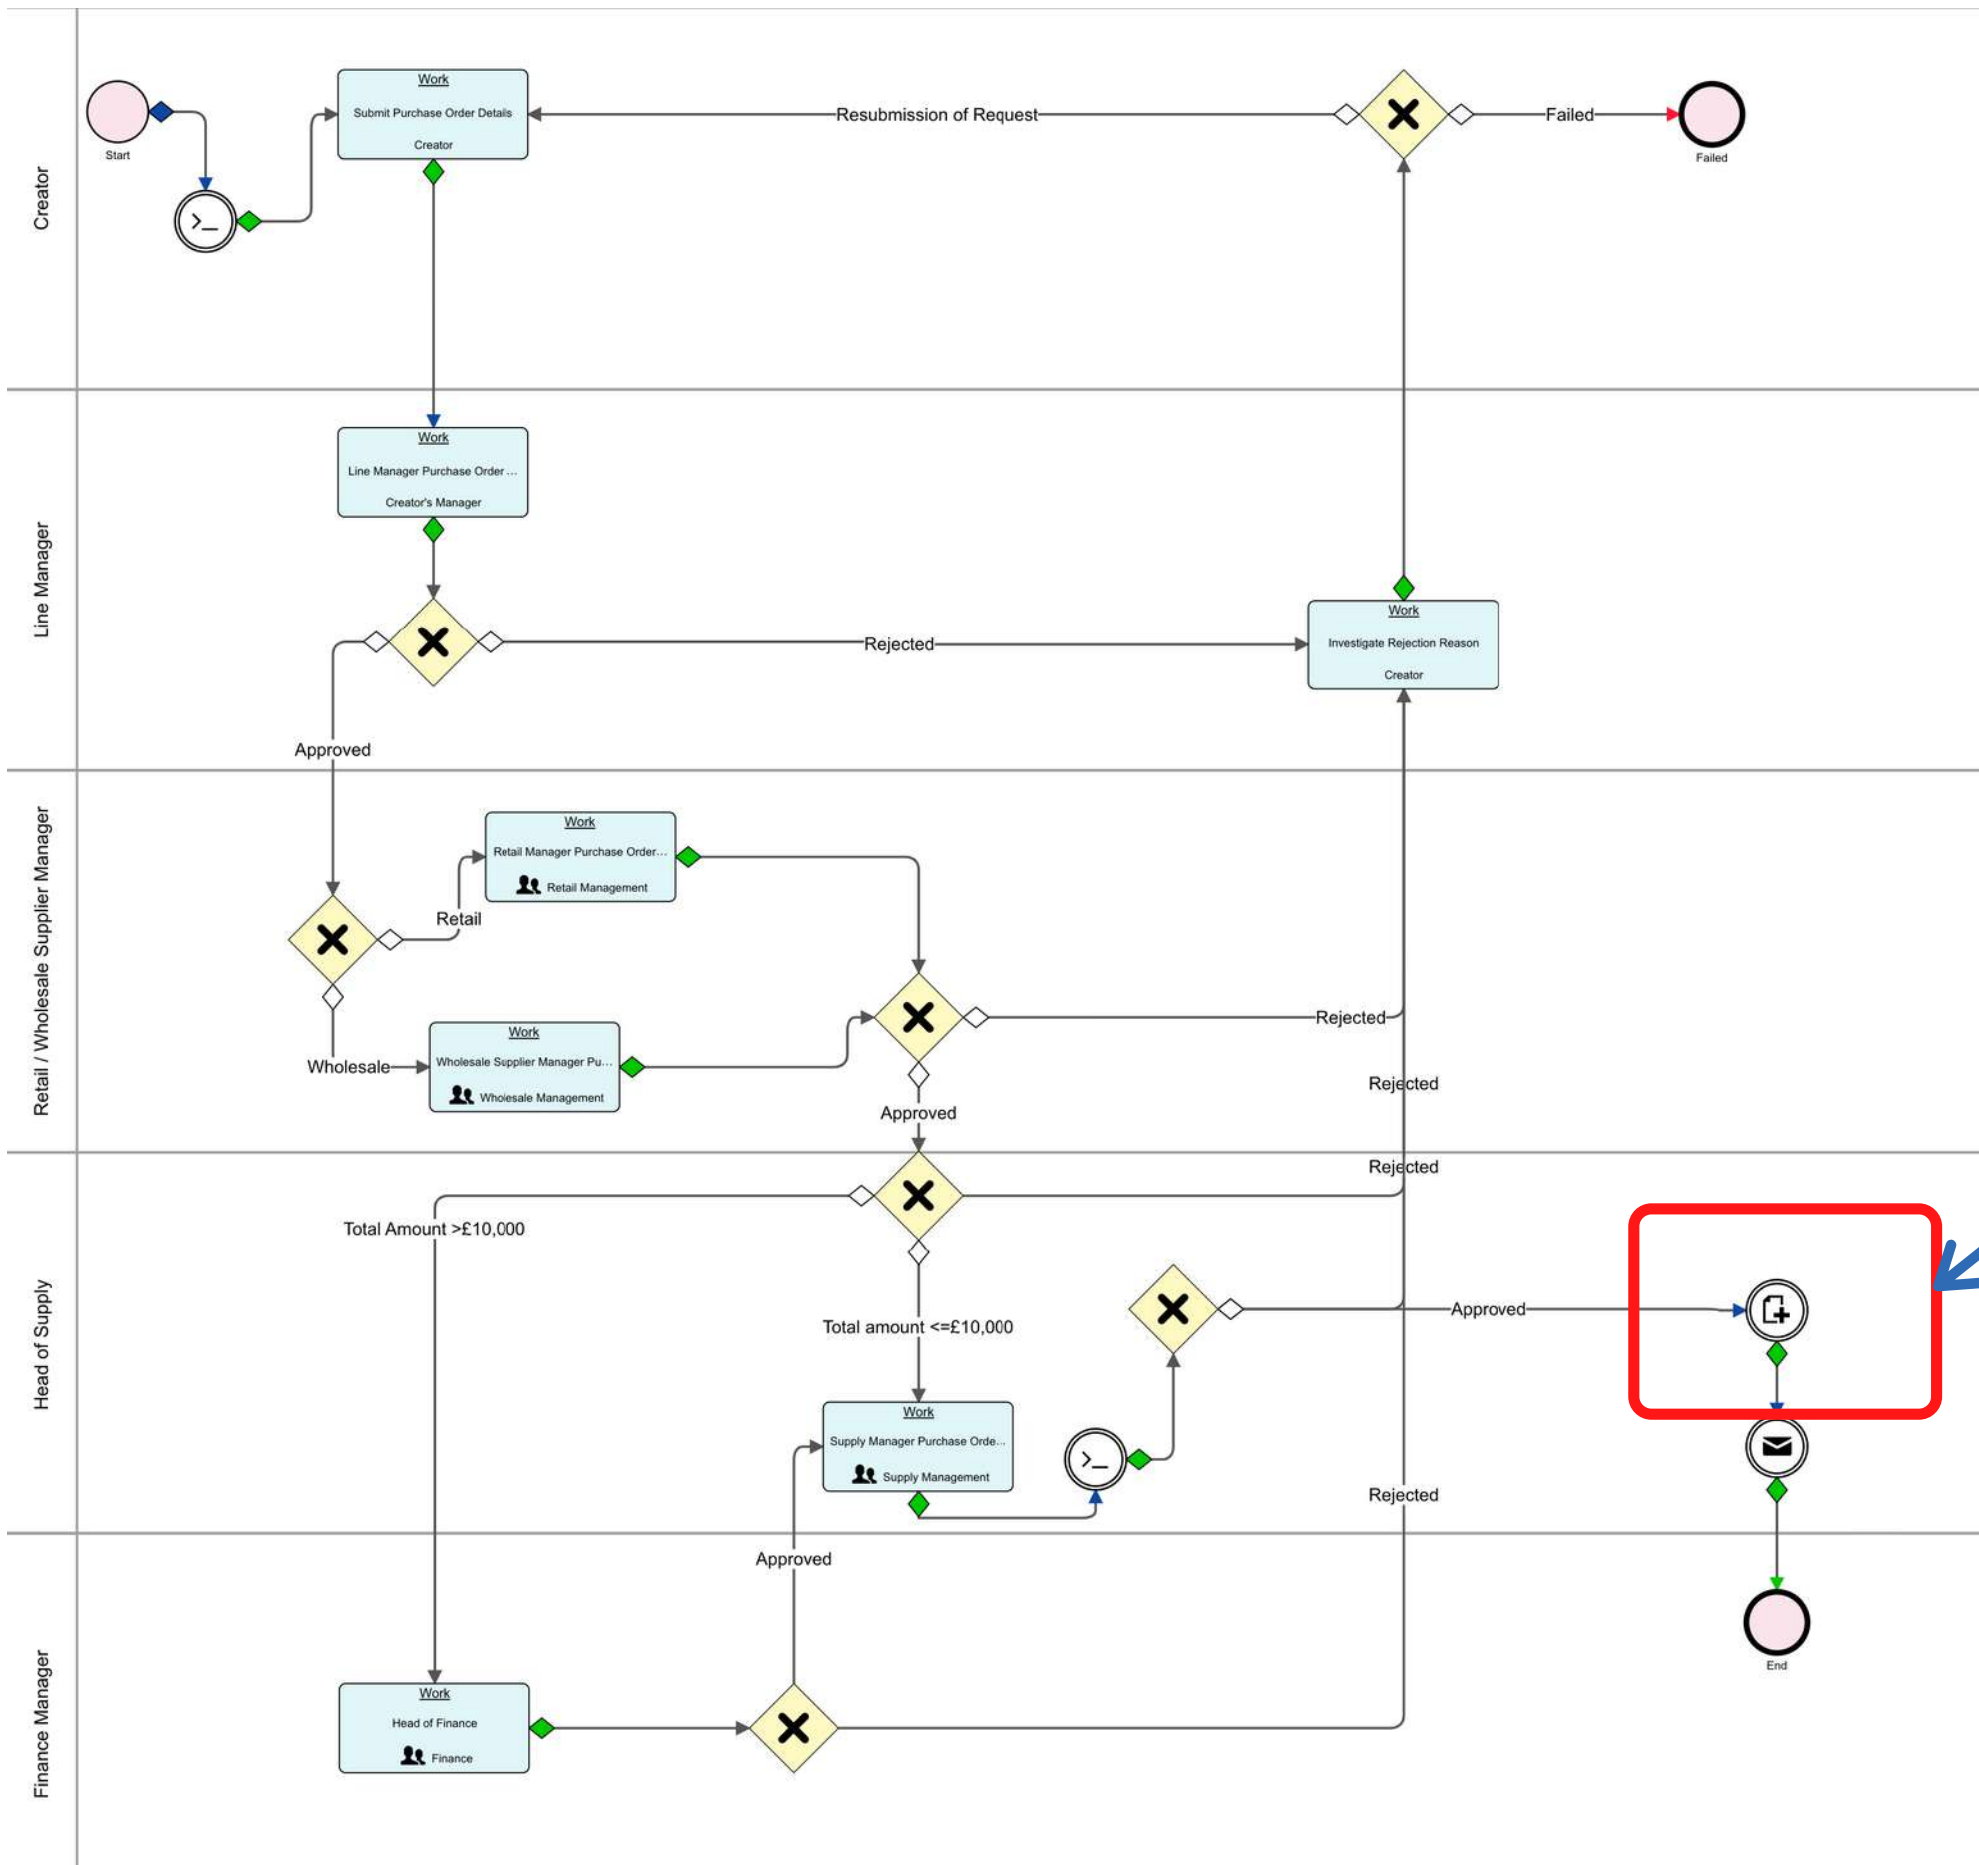 Creator
Start
Work
Submit Purchase Order Details
Creator
Resubmission of Request
Failed
Failed
Line Manager
Work
Line Manager Purchase Order ...
Creator's Manager
Rejected
Work
Investigate Rejection Reason
Creator
Approved
Retail / Wholesale Supplier Manager
Work
Retail Manager Purchase Order...
Retail Management
Retail
Wholesale
Work
Wholesale Supplier Manager Pu...
Wholesale Management
Rejected
Rejected
Approved
Head of Supply
Rejected
Total Amount >£10,000
Total amount <=£10,000
Approved
Work
Supply Manager Purchase Orde...
Supply Management
Rejected
Finance Manager
Approved
Work
Head of Finance
Finance
End